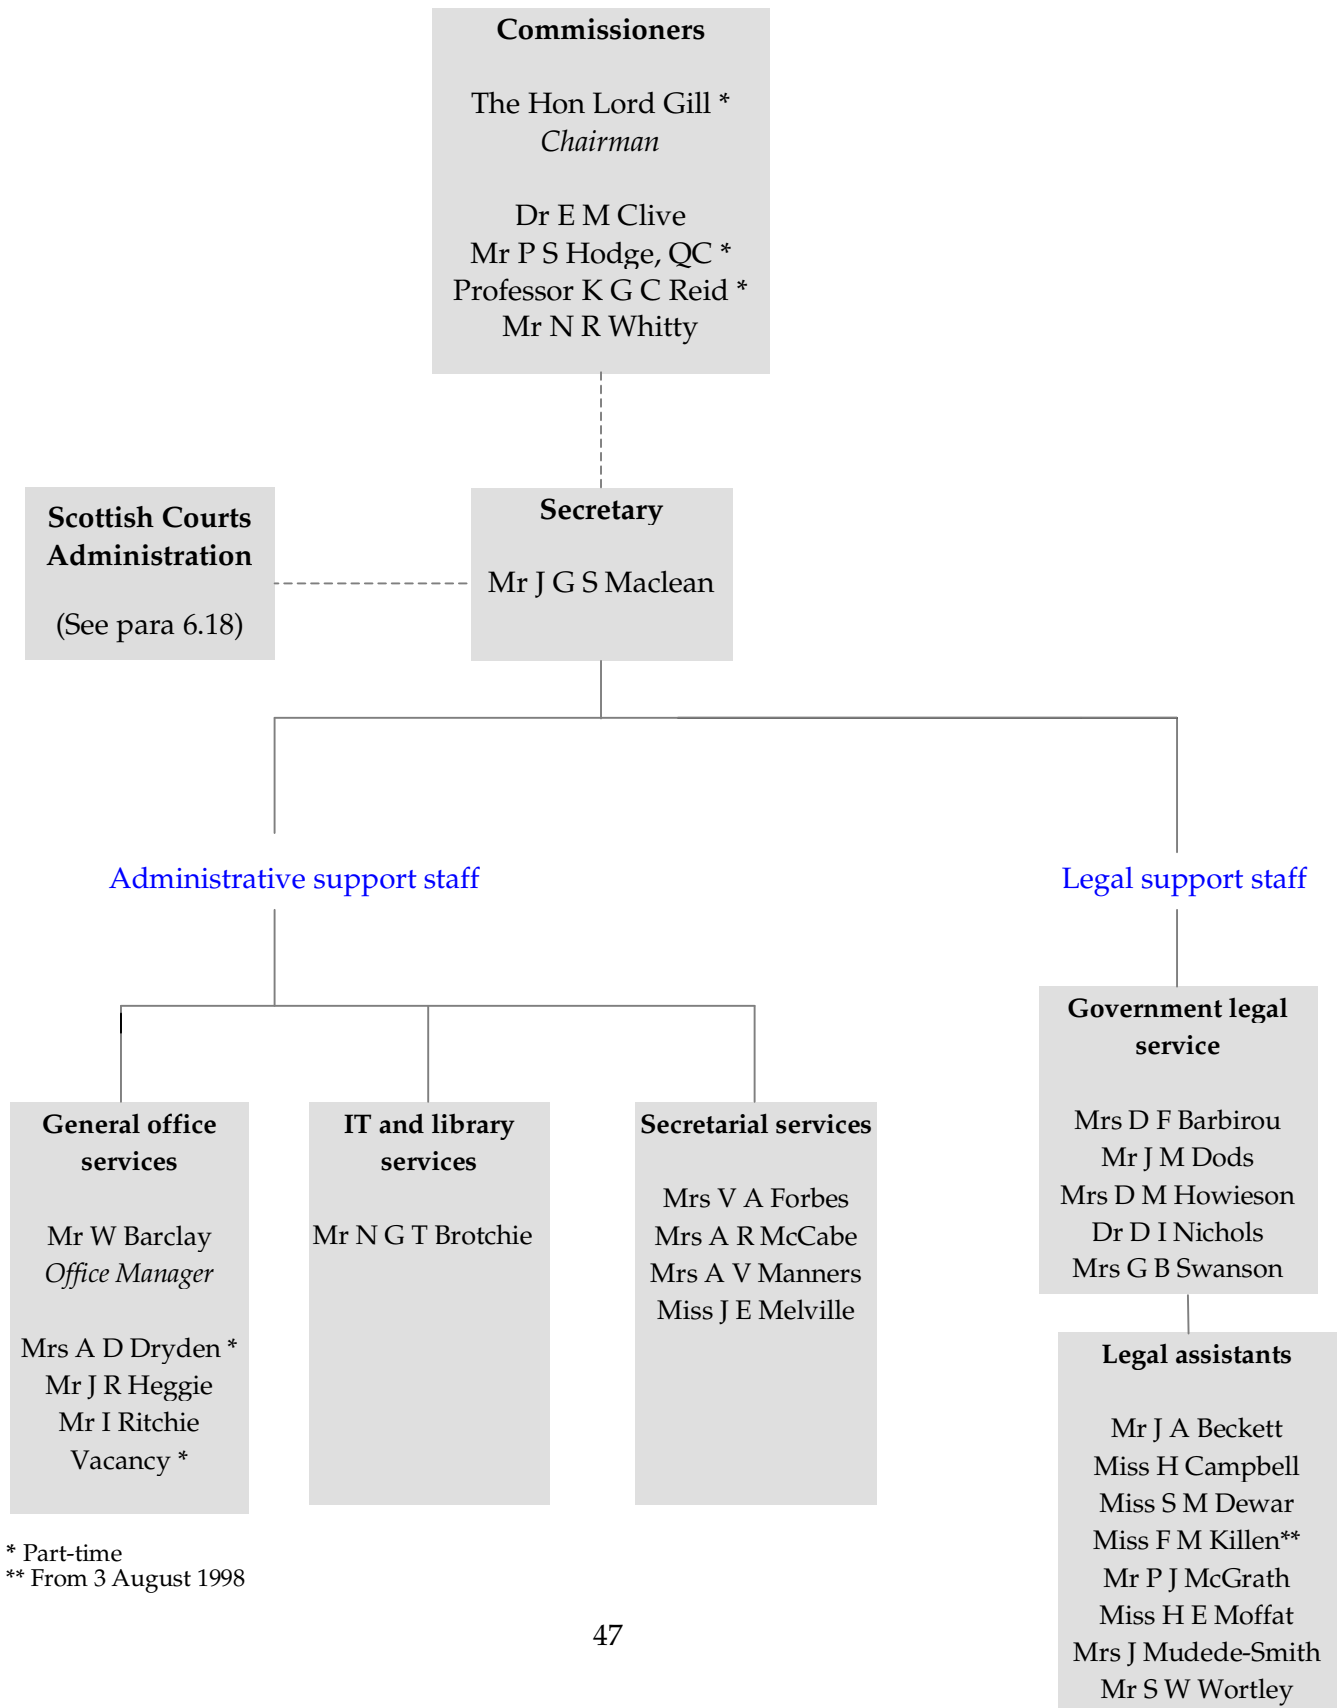 Commissioners
The Hon Lord Gill *
Chairman
Dr E M Clive
Mr P S Hodge, QC *
Professor K G C Reid *
Mr N R Whitty
Scottish Courts
Administration
(See para 6.18)
Secretary
Mr J G S Maclean
Administrative support staff
Legal support staff
General office
services
Mr W Barclay
Office Manager
Mrs A D Dryden *
Mr J R Heggie
Mr I Ritchie
Vacancy *
IT and library
services
Mr N G T Brotchie
Secretarial services
Mrs V A Forbes
Mrs A R McCabe
Mrs A V Manners
Miss J E Melville
Government legal
service
Mrs D F Barbirou
Mr J M Dods
Mrs D M Howieson
Dr D I Nichols
Mrs G B Swanson
Legal assistants
Mr J A Beckett
Miss H Campbell
Miss S M Dewar
Miss F M Killen**
Mr P J McGrath
Miss H E Moffat
Mrs J Mudede-Smith
Mr S W Wortley
* Part-time
** From 3 August 1998
47